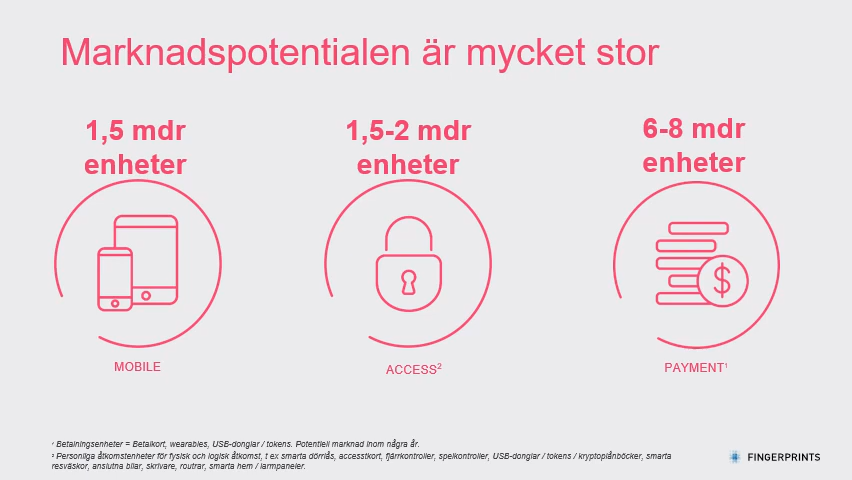 Marknadspotentialen är mycket stor
1,5 mdr
enheter
1,5-2 mdr
enheter
6-8 mdr
enheter
$
MOBILE
ACCESS²
PAYMENT¹
¹ Betalningsenheter = Betalkort, wearables, USB-donglar / tokens. Potentiell marknad inom några år.
² Personliga åtkomstenheter för fysisk och logisk åtkomst, t ex smarta dörrlås, accesstkort, fjärrkontroller, spelkontroller, USB-donglar / tokens / kryptoplånböcker, smarta
resväskor, anslutna bilar, skrivare, routrar, smarta hem / larmpaneler.
FINGERPRINTS